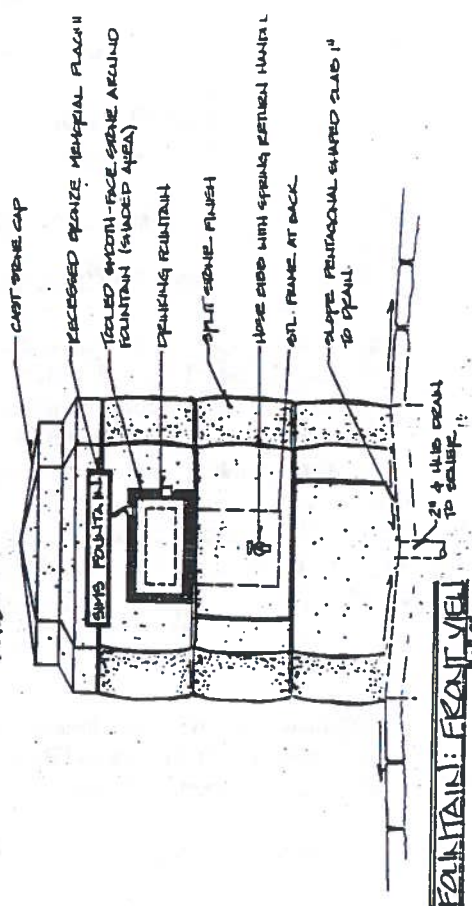 CAST STONE CAP
RECESSED BRONZE MEMORIAL PLAQUE
TOOLED SMOOTH-FACE STONE AROUND
FOUNTAIN (SHADED AREA)
DRINKING FOUNTAIN
SPLIT STONE FINISH
HOSE BIBB WITH SPRING RETURN HANDLE
STL. FRAME AT BACK
SLOPE PENTAGONAL SHAPED SLAB 1"
TO DRAIN.
SIMS FOUNTAIN
2" ϕ HUB DRAIN
TO SEWER
FOUNTAIN: FRONT VIEW